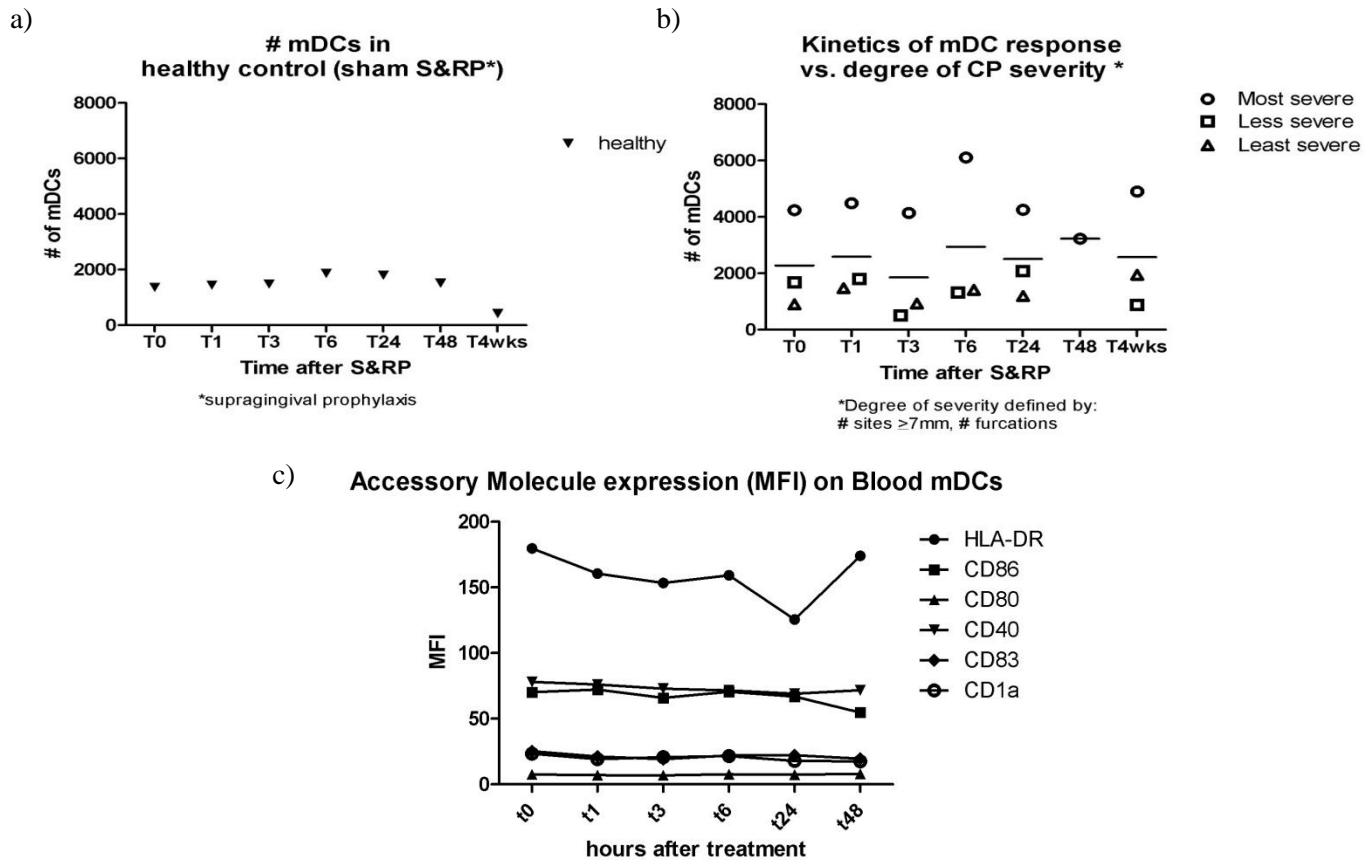 a)
# mDCs in
healthy control (sham S&RP*)
8000
6000
4000
2000
0
# of mDCs
T0 T1 T3 T6 T24 T48 T4wks
Time after S&RP
*supragingival prophylaxis
healthy
b)
Kinetics of mDC response
vs. degree of CP severity *
8000
6000
4000
2000
0
# of mDCs
T0 T1 T3 T6 T24 T48 T4wks
Time after S&RP
*Degree of severity defined by:
# sites ≥7mm, # furcations
Most severe
Less severe
Least severe
c)
Accessory Molecule expression (MFI) on Blood mDCs
200
150
100
50
0
MFI
t0 t1 t3 t6 t24 t48
hours after treatment
HLA-DR
CD86
CD80
CD40
CD83
CD1a